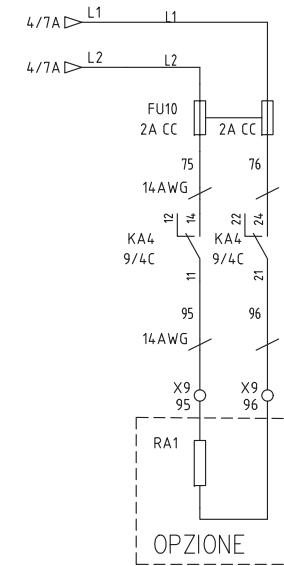 4/7A L1 L1
4/7A L2 L2
FU10
2A CC 2A CC
75 76
14AWG
12 14 22 24
KA4 KA4
9/4C 9/4C
11 21
95 96
14AWG
X9 X9
95 96
RA1
OPZIONE